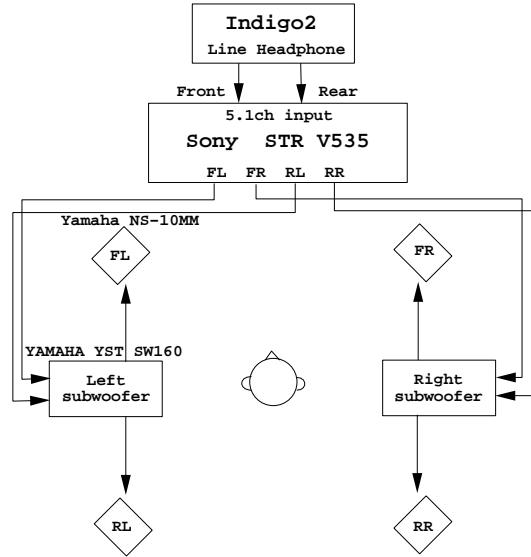 Indigo2
Line Headphone
Front Rear
5.1ch input
Sony STR V535
FL FR RL RR
Yamaha NS-10MM
FL
FR
YAMAHA YST SW160
Left
subwoofer
Right
subwoofer
RL
RR